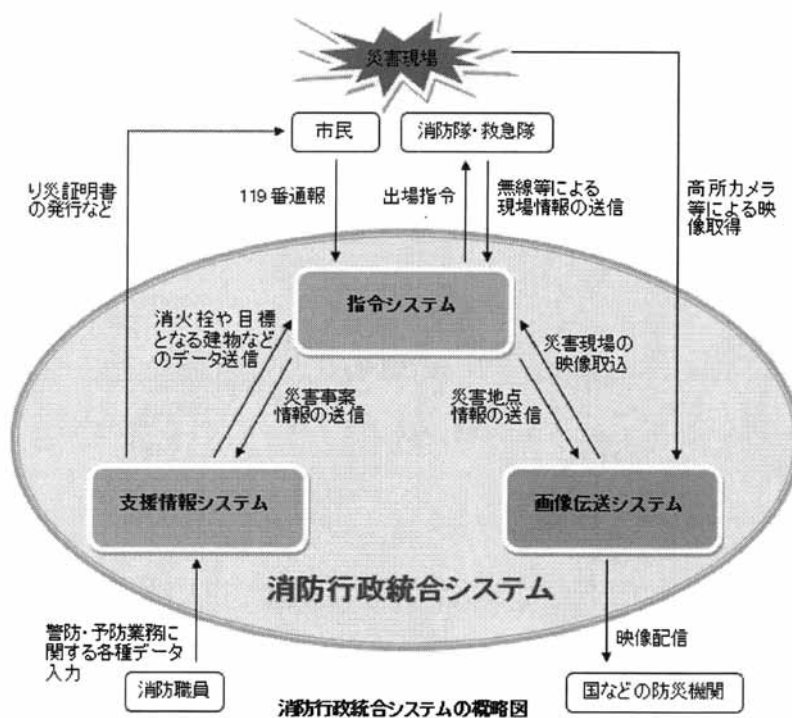 災害現場
市民
消防隊・救急隊
り災証明書
の発行など
119番通報
出場指令
無線等による
現場情報の送信
高所カメラ
等による映
像取得
指令システム
消火栓や目標
となる建物など
のデータ送信
災害現場の
映像取込
災害事案
情報の送信
災害地点
情報の送信
支援情報システム
画像伝送システム
消防行政統合システム
警防・予防業務に
関する各種データ
入力
映像配信
消防職員
国などの防災機関
消防行政統合システムの概略図